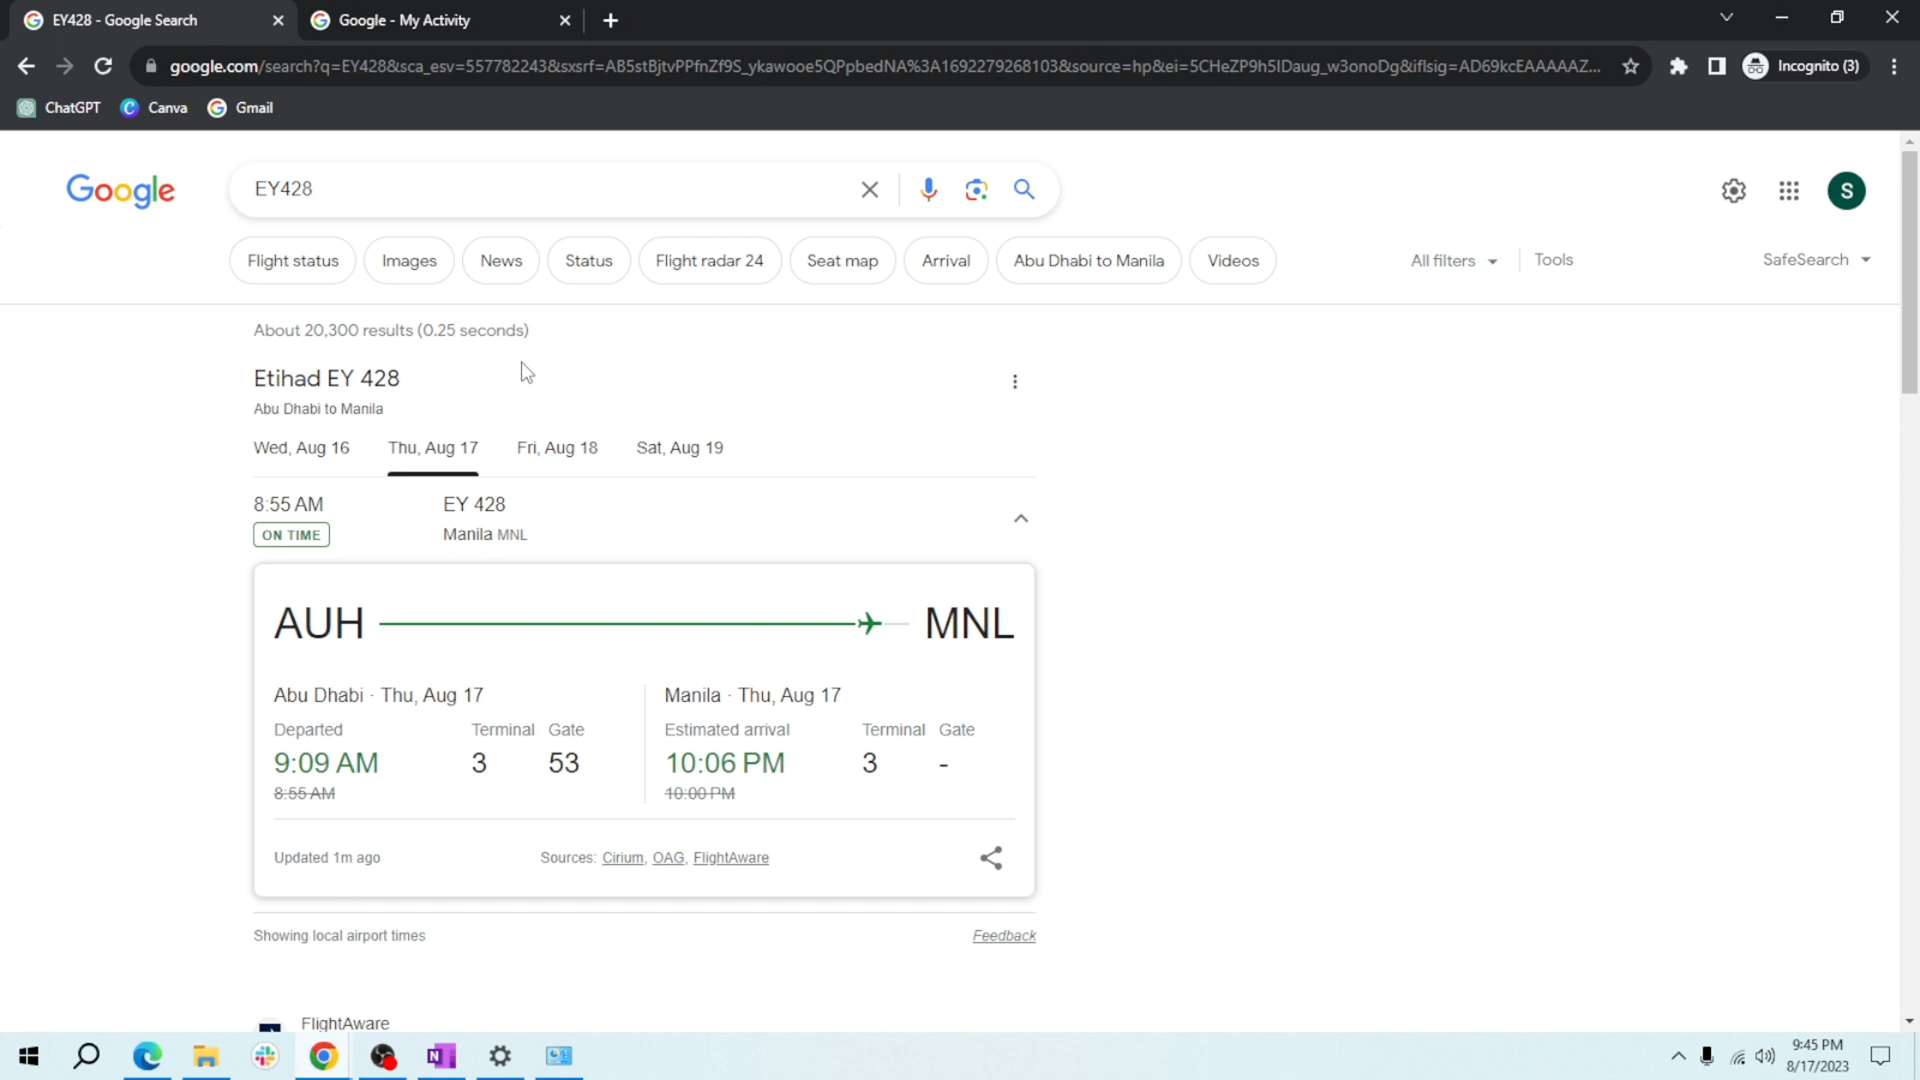 EY428 - Google Search
Google - My Activity
google.com/search?q=EY428&sca_esv=557782243&sxsrf=AB5stBjtvPPfnZf9S_ykawooe5QPpbedNA%3A1692279268103&source=hp&ei=5CHeZP9h5IDaug_w3onoDg&iflsig=AD69kcEAAAAAZ...
Incognito (3)
ChatGPT
Canva
Gmail
Google
EY428
S
Flight status
Images
News
Status
Flight radar 24
Seat map
Arrival
Abu Dhabi to Manila
Videos
All filters
Tools
SafeSearch
About 20,300 results (0.25 seconds)
Etihad EY 428
Abu Dhabi to Manila
Wed, Aug 16
Thu, Aug 17
Fri, Aug 18
Sat, Aug 19
8:55 AM
EY 428
ON TIME
Manila MNL
AUH
MNL
Abu Dhabi · Thu, Aug 17
Manila · Thu, Aug 17
Departed
Terminal
Gate
Estimated arrival
Terminal
Gate
9:09 AM
3
53
10:06 PM
3
-
8:55 AM
10:00 PM
Updated 1m ago
Sources: Cirium, OAG, FlightAware
Showing local airport times
Feedback
FlightAware
9:45 PM
8/17/2023